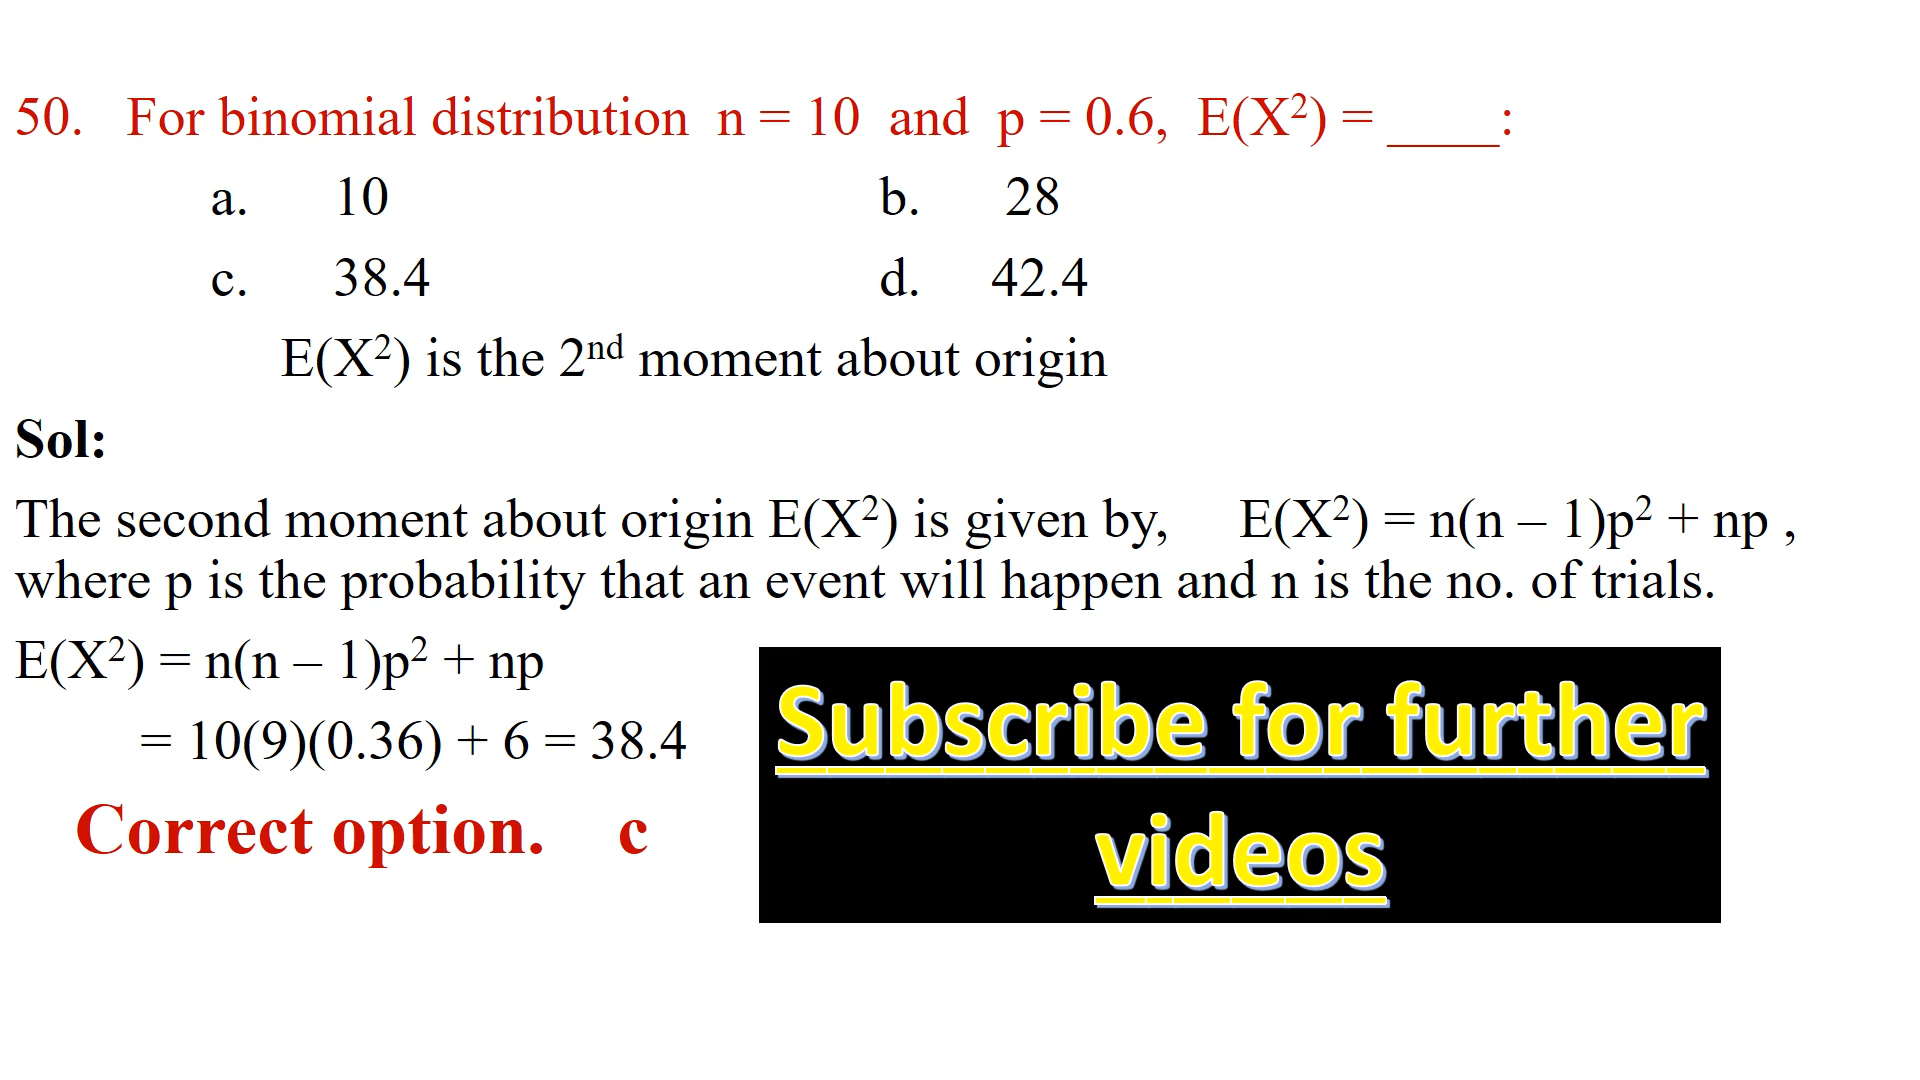 50. For binomial distribution n = 10 and p = 0.6, E(X²) = ____:
a. 10 b. 28
c. 38.4 d. 42.4
E(X²) is the 2nd moment about origin
Sol:
The second moment about origin E(X²) is given by, E(X²) = n(n – 1)p² + np ,
where p is the probability that an event will happen and n is the no. of trials.
E(X²) = n(n – 1)p² + np
= 10(9)(0.36) + 6 = 38.4
Correct option. c
Subscribe for further
videos